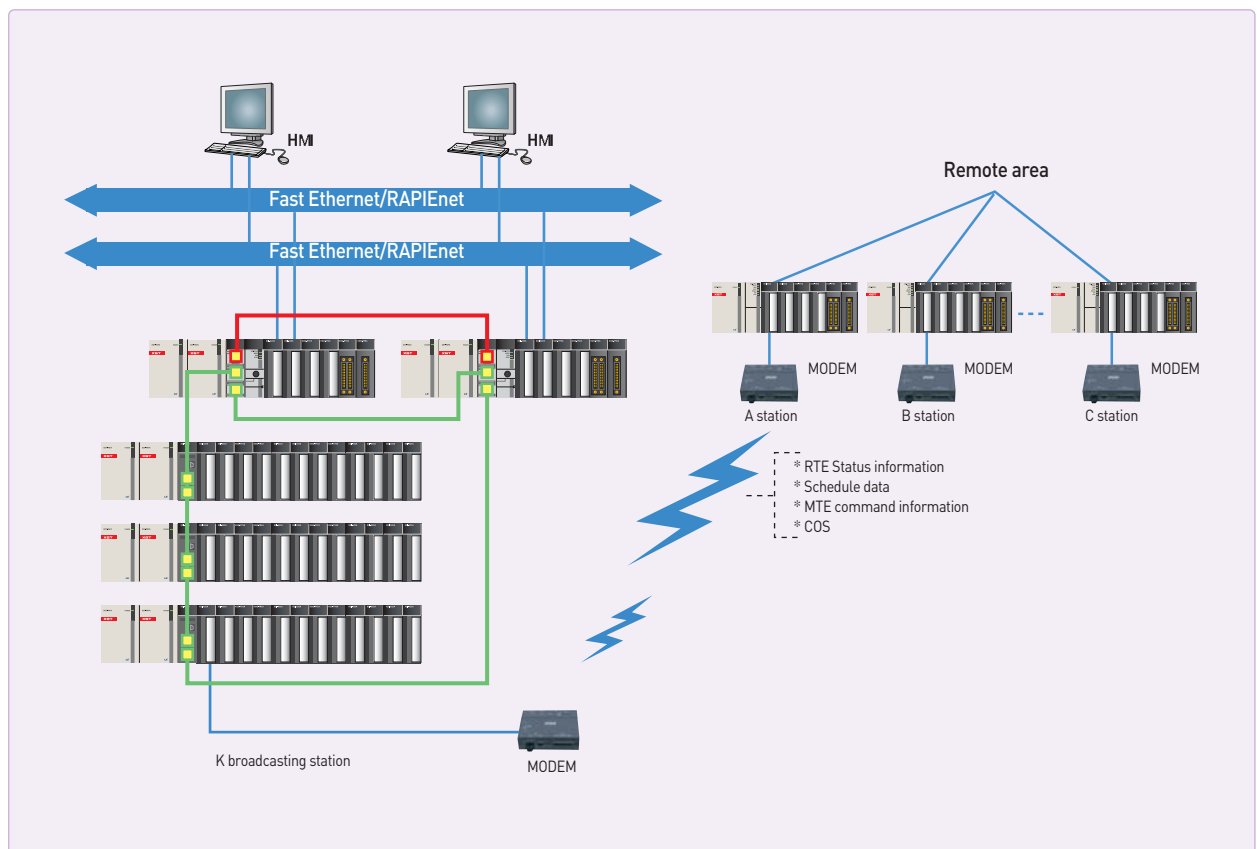 HMI
HMI
Fast Ethernet/RAPIEnet
Fast Ethernet/RAPIEnet
Remote area
MODEM
MODEM
MODEM
A station
B station
C station
* RTE Status information
* Schedule data
* MTE command information
* COS
K broadcasting station
MODEM